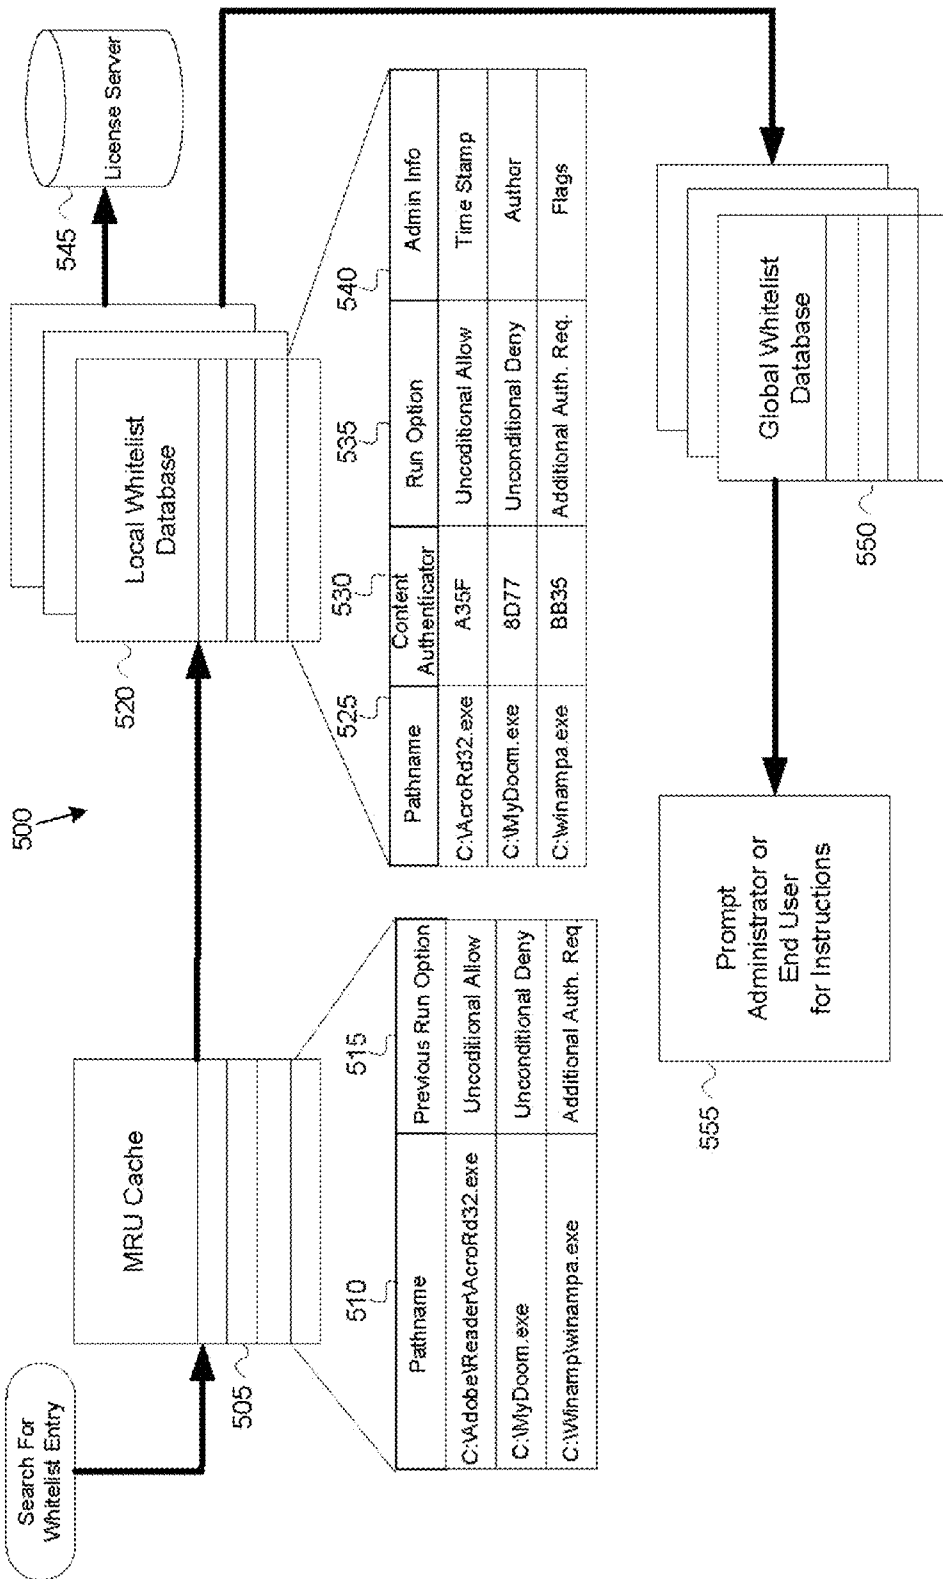 500
Search For
Whitelist Entry
MRU Cache
505
Local Whitelist
Database
520
License Server
545
510
515
Pathname Previous Run Option
C:\Adobe\Reader\AcroRd32.exe Uncoditional Allow
C:\MyDoom.exe Unconditional Deny
C:\Winamp\winampa.exe Additional Auth. Req
525
530
535
540
Pathname Content Authenticator Run Option Admin Info
C:\AcroRd32.exe A35F Uncoditional Allow Time Stamp
C:\MyDoom.exe 8D77 Unconditional Deny Author
C:\winampa.exe BB35 Additional Auth. Req. Flags
Prompt
Administrator or
End User
for Instructions
555
Global Whitelist
Database
550